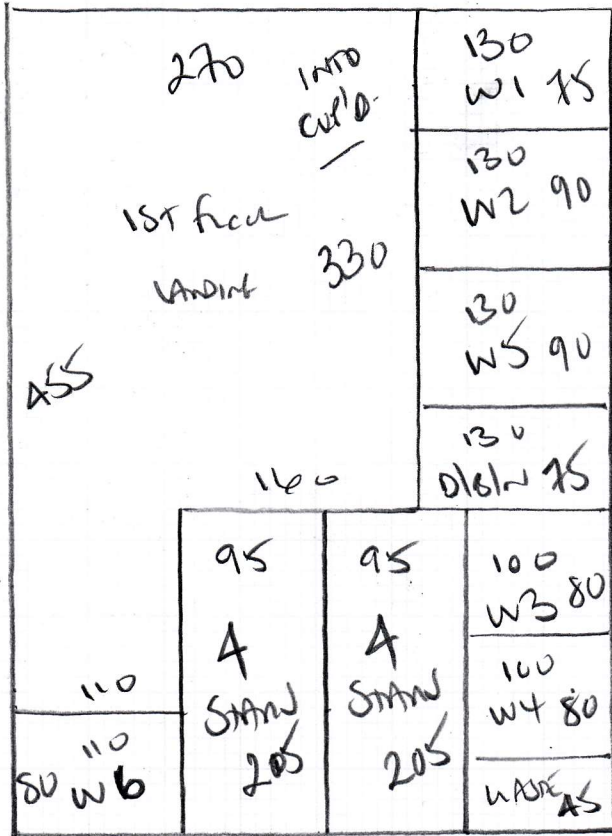 270 INTO
CUP'D.
1ST FLOOR
LANDING 330
455
160
110
130
W1 75
130
W2 90
130
W5 90
130
D/B/N 75
95
4
STAIRS
205
95
4
STAIRS
205
100
W3 80
100
W4 80
WASTE 45
110
80 W6